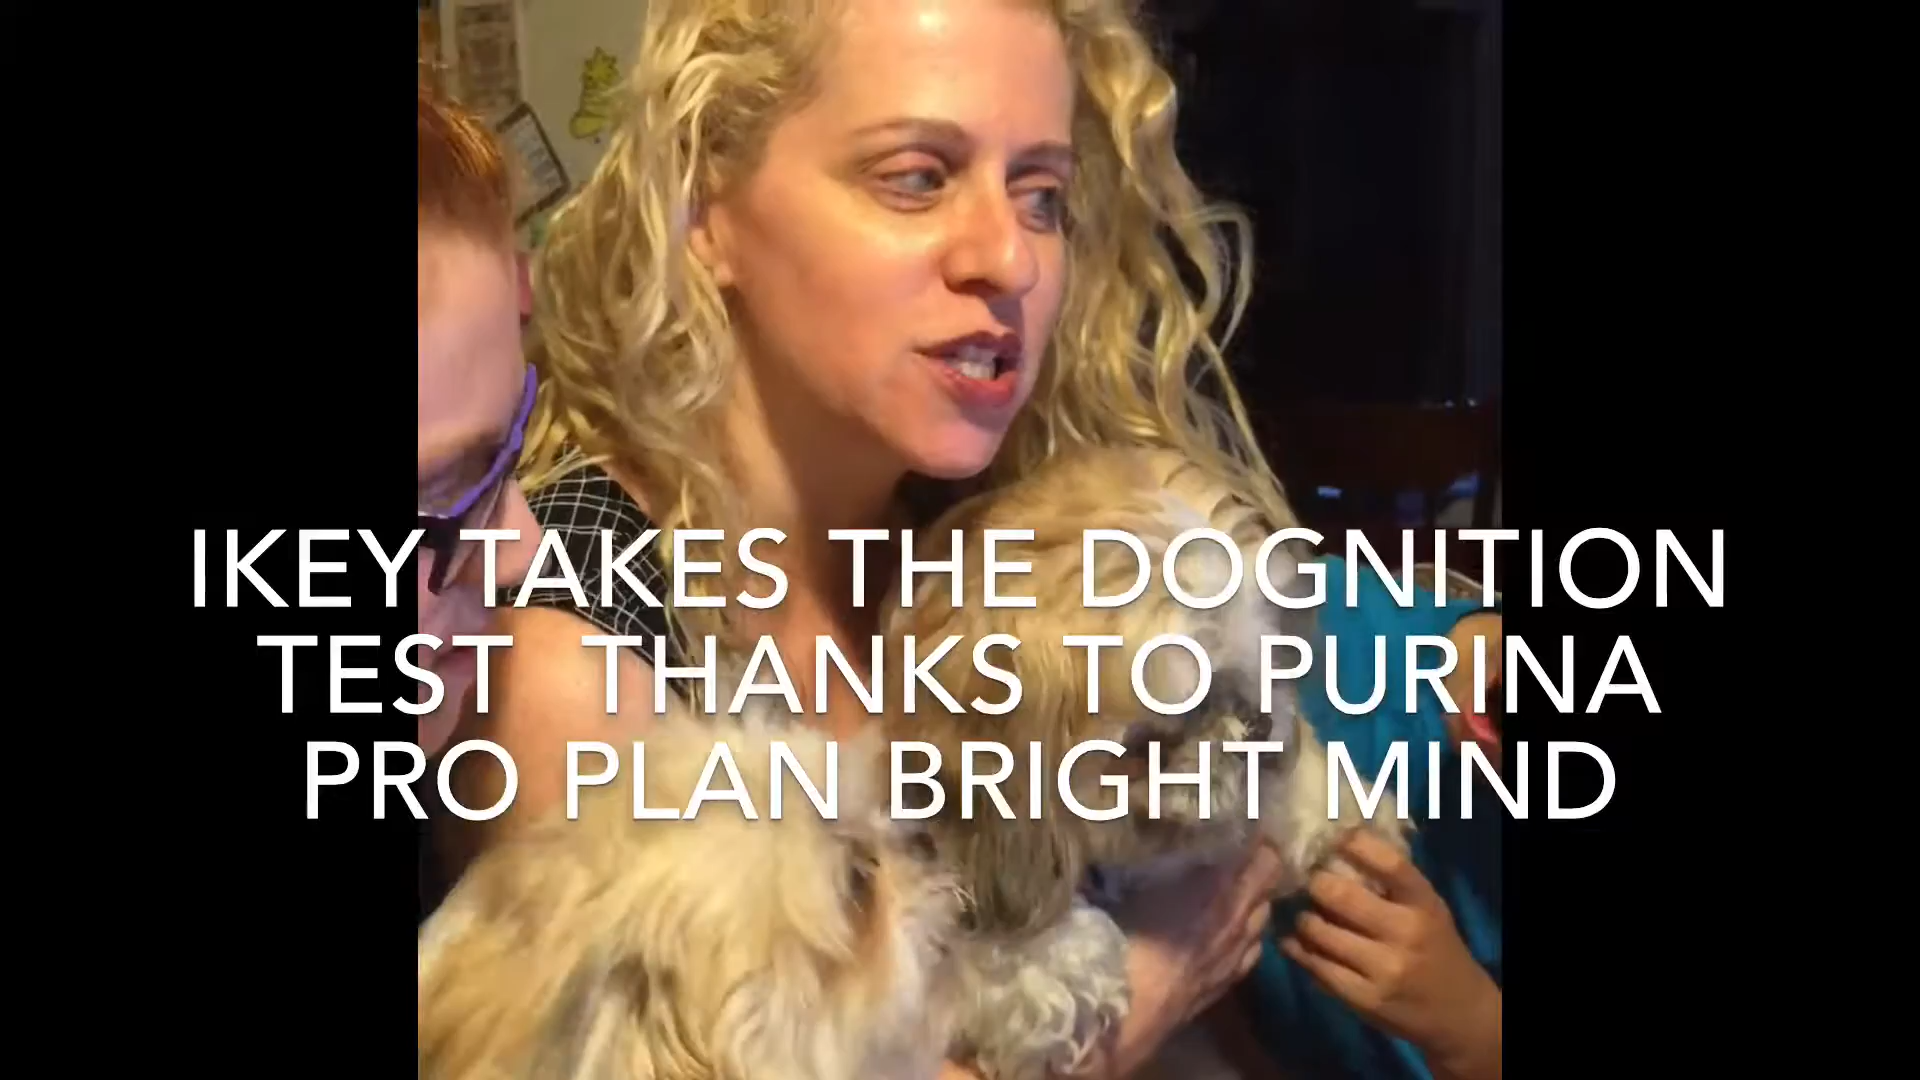 IKEY TAKES THE DOGNITION
TEST THANKS TO PURINA
PRO PLAN BRIGHT MIND